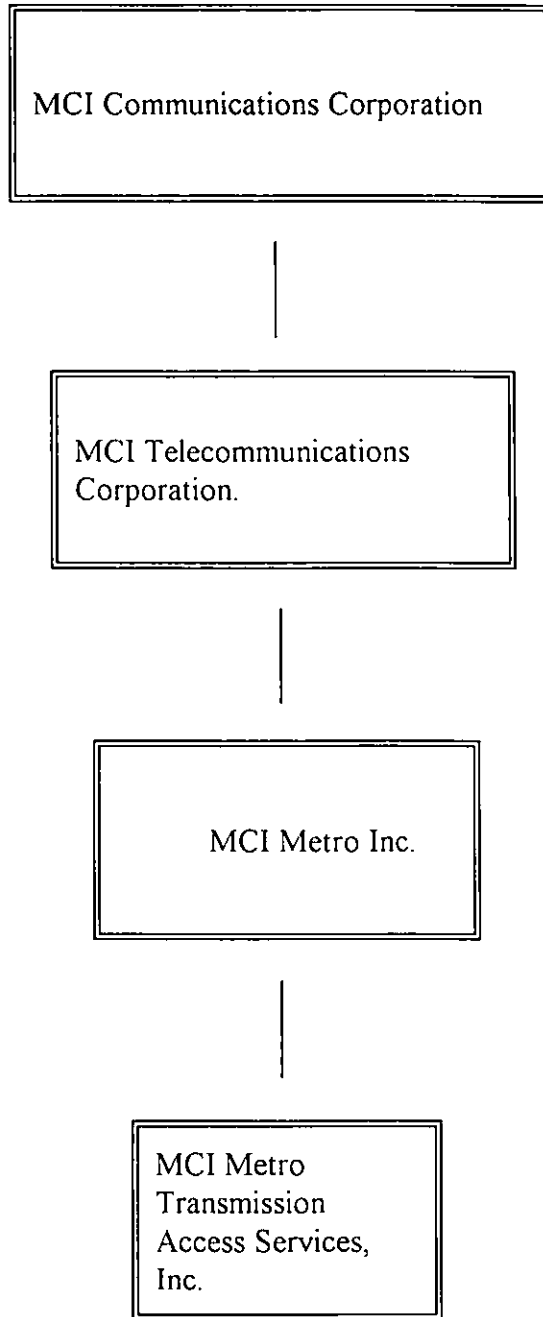 MCI Communications Corporation
MCI Telecommunications
Corporation.
MCI Metro Inc.
MCI Metro
Transmission
Access Services,
Inc.